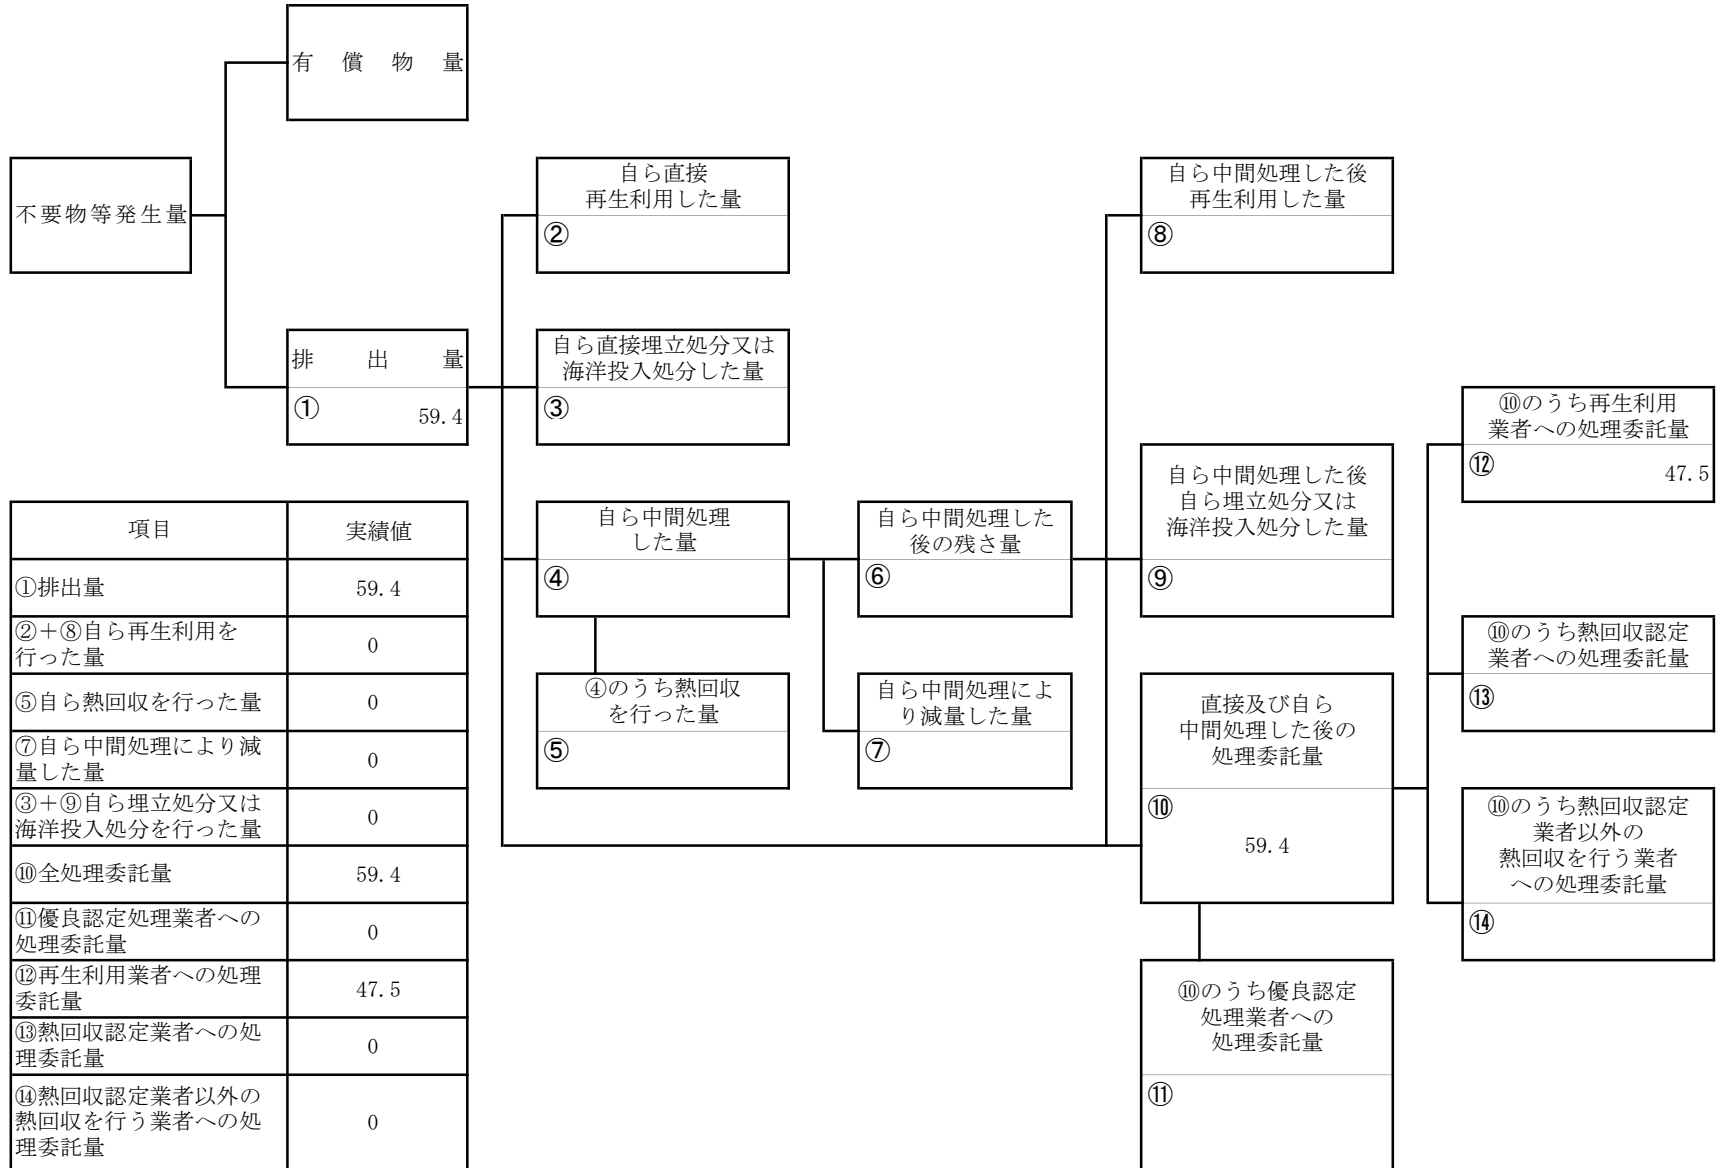 有償物量
不要物等発生量
自ら直接
再生利用した量
②
自ら中間処理した後
再生利用した量
⑧
排出量
①
59.4
自ら直接埋立処分又は
海洋投入処分した量
③
⑩のうち再生利用
業者への処理委託量
⑫
47.5
自ら中間処理
した量
④
自ら中間処理した
後の残さ量
⑥
自ら中間処理した後
自ら埋立処分又は
海洋投入処分した量
⑨
⑩のうち熱回収認定
業者への処理委託量
⑬
④のうち熱回収
を行った量
⑤
自ら中間処理によ
り減量した量
⑦
直接及び自ら
中間処理した後の
処理委託量
⑩
59.4
⑩のうち熱回収認定
業者以外の
熱回収を行う業者
への処理委託量
⑭
⑩のうち優良認定
処理業者への
処理委託量
⑪
項目 実績値
①排出量 59.4
②＋⑧自ら再生利用を
行った量 0
⑤自ら熱回収を行った量 0
⑦自ら中間処理により減
量した量 0
③＋⑨自ら埋立処分又は
海洋投入処分を行った量 0
⑩全処理委託量 59.4
⑪優良認定処理業者への
処理委託量 0
⑫再生利用業者への処理
委託量 47.5
⑬熱回収認定業者への処
理委託量 0
⑭熱回収認定業者以外の
熱回収を行う業者への処
理委託量 0